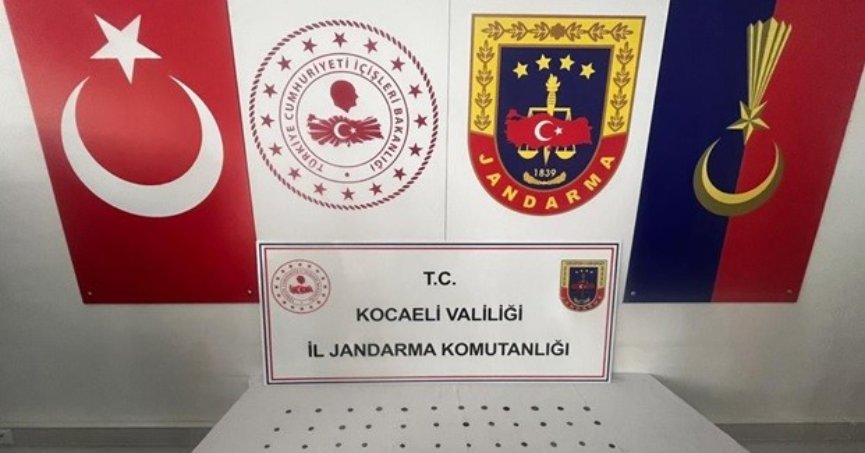 TÜRKİYE CUMHURİYETİ İÇİŞLERİ BAKANLIĞI
JANDARMA
1839
T.C.
KOCAELİ VALİLİĞİ
İL JANDARMA KOMUTANLIĞI